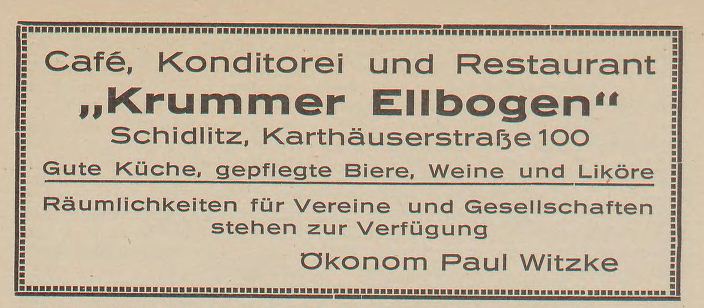 Café, Konditorei und Restaurant
„Krummer Ellbogen“
Schidlitz, Karthäuserstraße 100
Gute Küche, gepflegte Biere, Weine und Liköre
Räumlichkeiten für Vereine und Gesellschaften
stehen zur Verfügung
Ökonom Paul Witzke